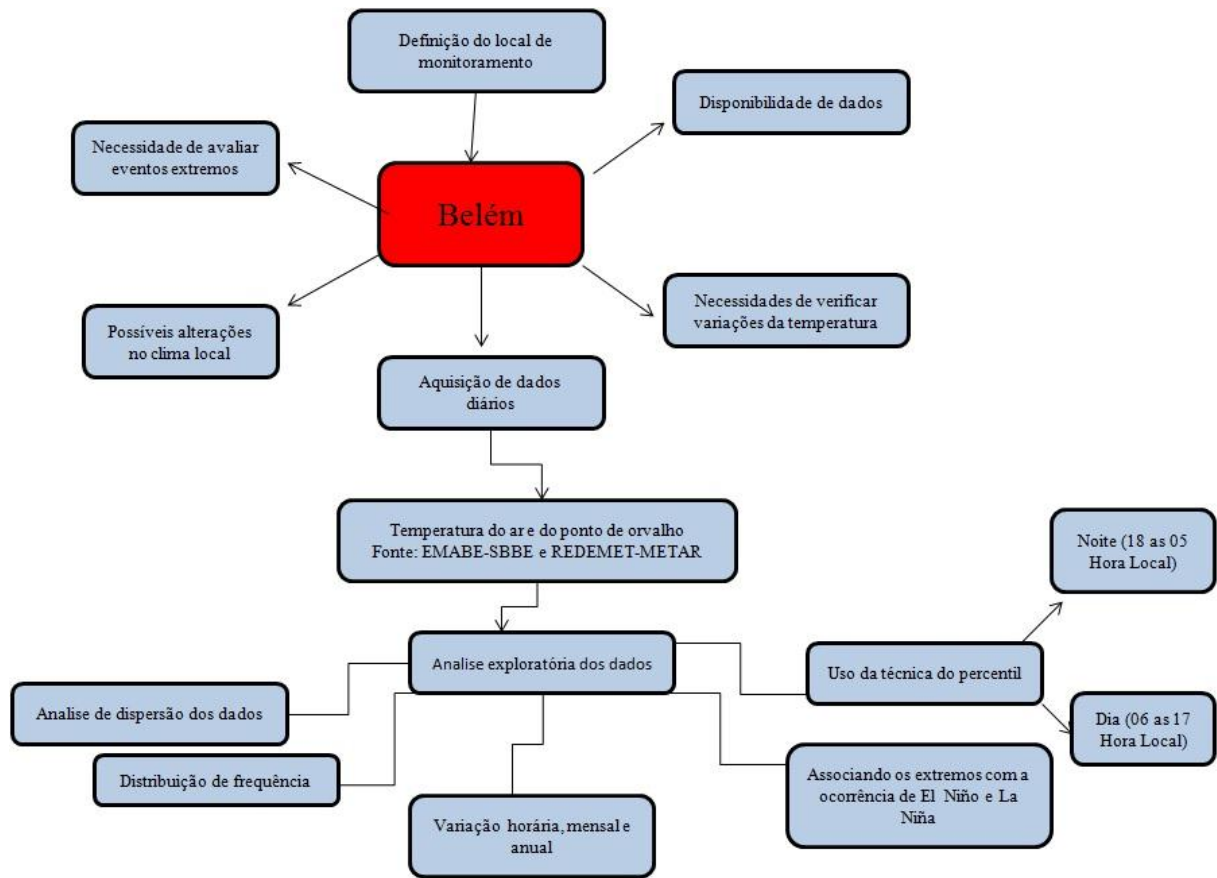 Definição do local de
monitoramento
Disponibilidade de dados
Necessidade de avaliar
eventos extremos
Belém
Possíveis alterações
no clima local
Necessidades de verificar
variações da temperatura
Aquisição de dados
diários
Temperatura do ar e do ponto de orvalho
Fonte: EMABE-SBBE e REDEMET-METAR
Noite (18 as 05
Hora Local)
Analise exploratória dos dados
Uso da técnica do percentil
Analise de dispersão dos dados
Dia (06 as 17
Hora Local)
Distribuição de frequência
Variação horária, mensal e
anual
Associando os extremos com a
ocorrência de El Niño e La
Niña